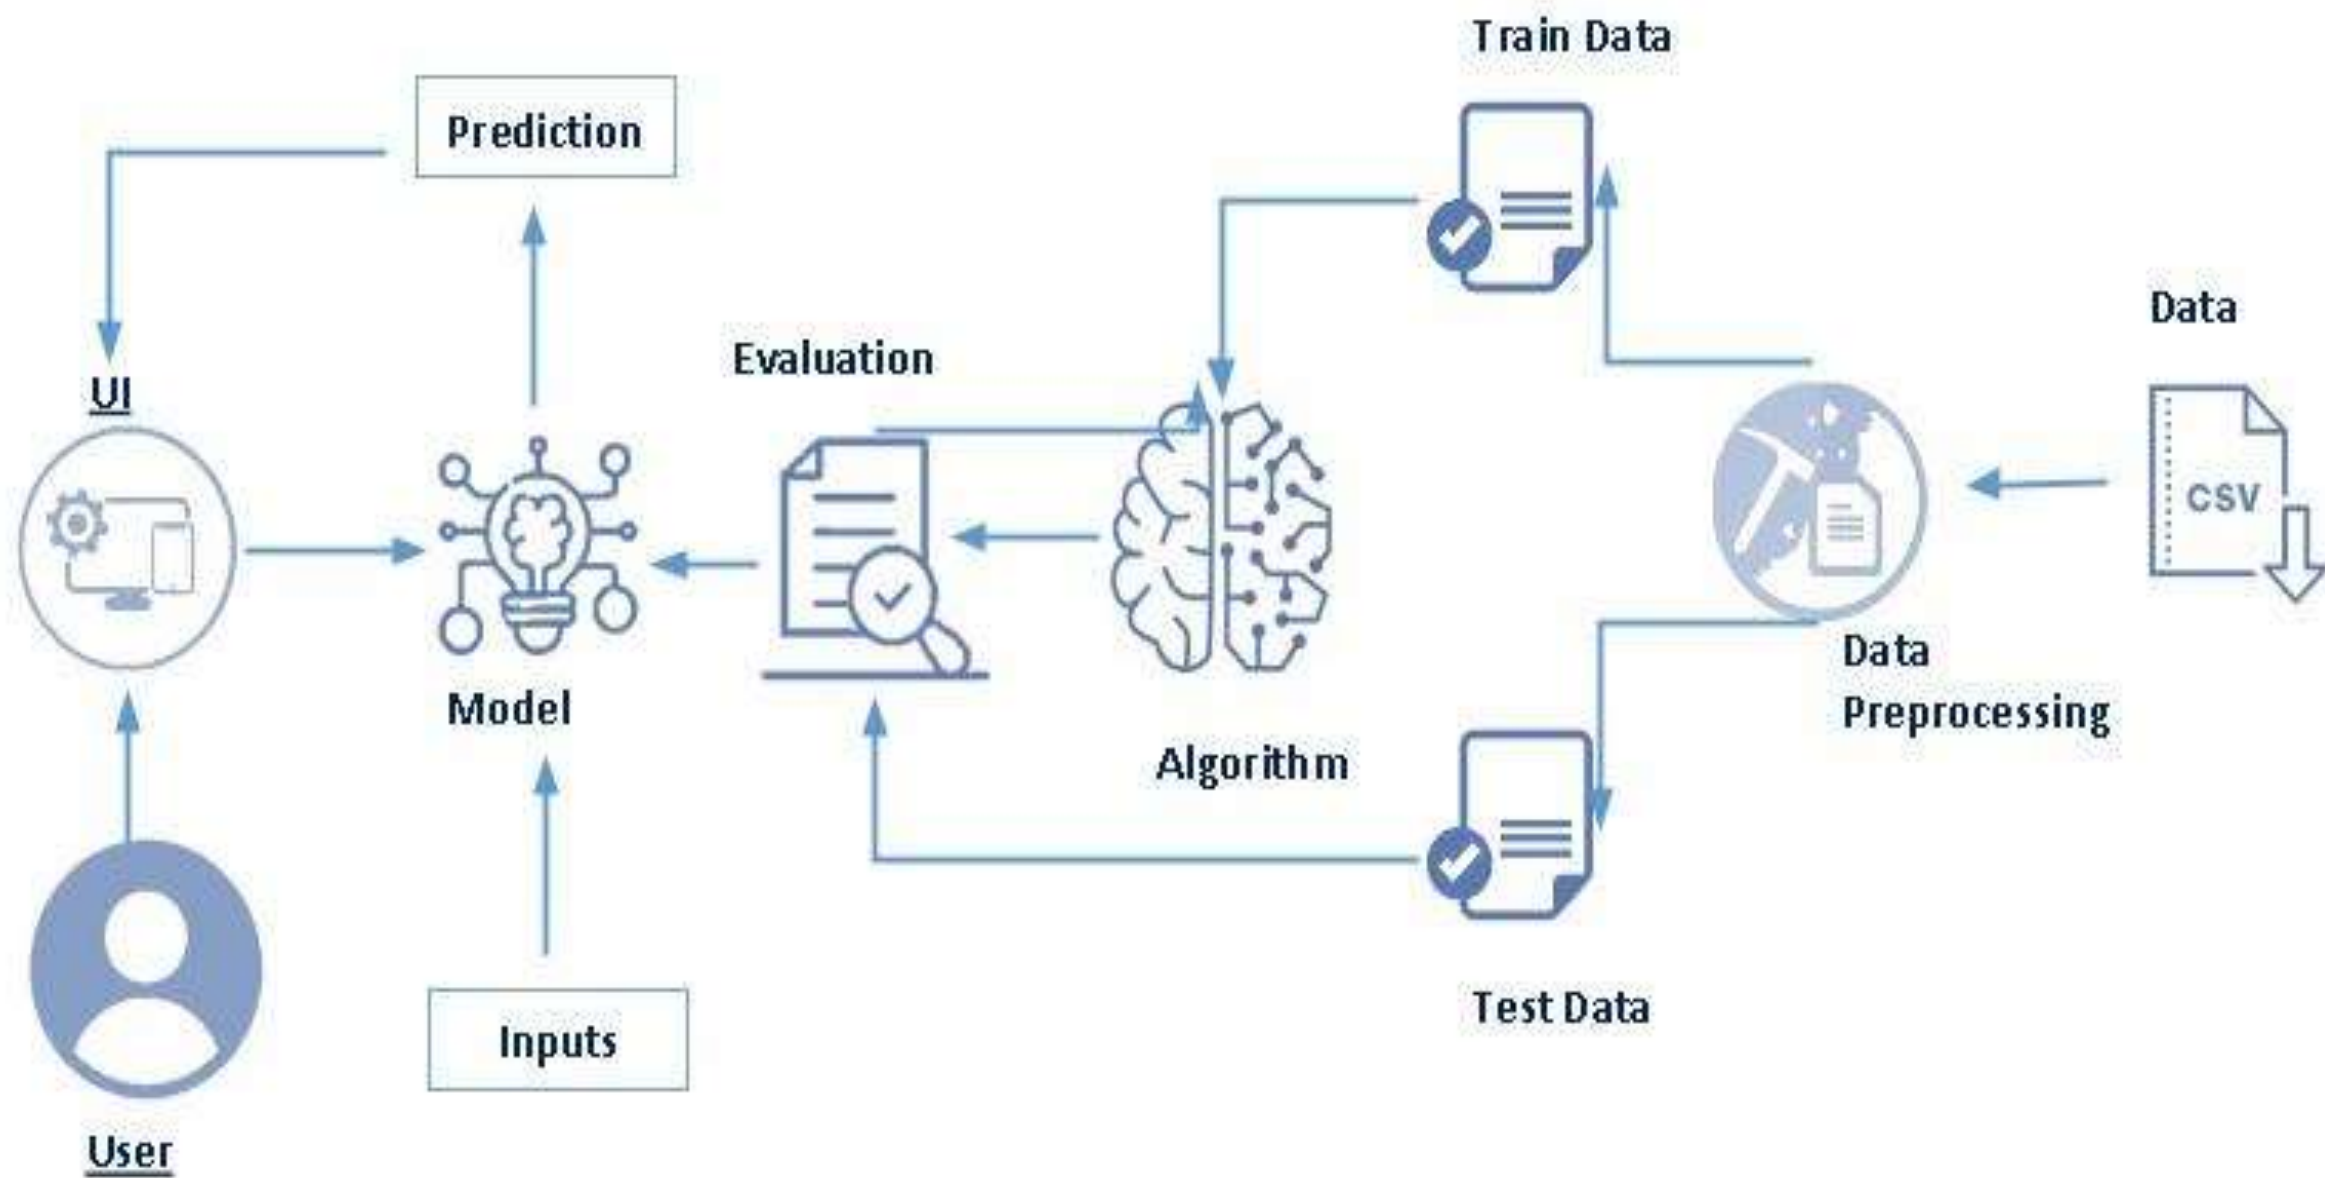 Train Data
Prediction
Data
Evaluation
UI
CSV
Data
Preprocessing
Model
Algorithm
Test Data
Inputs
User